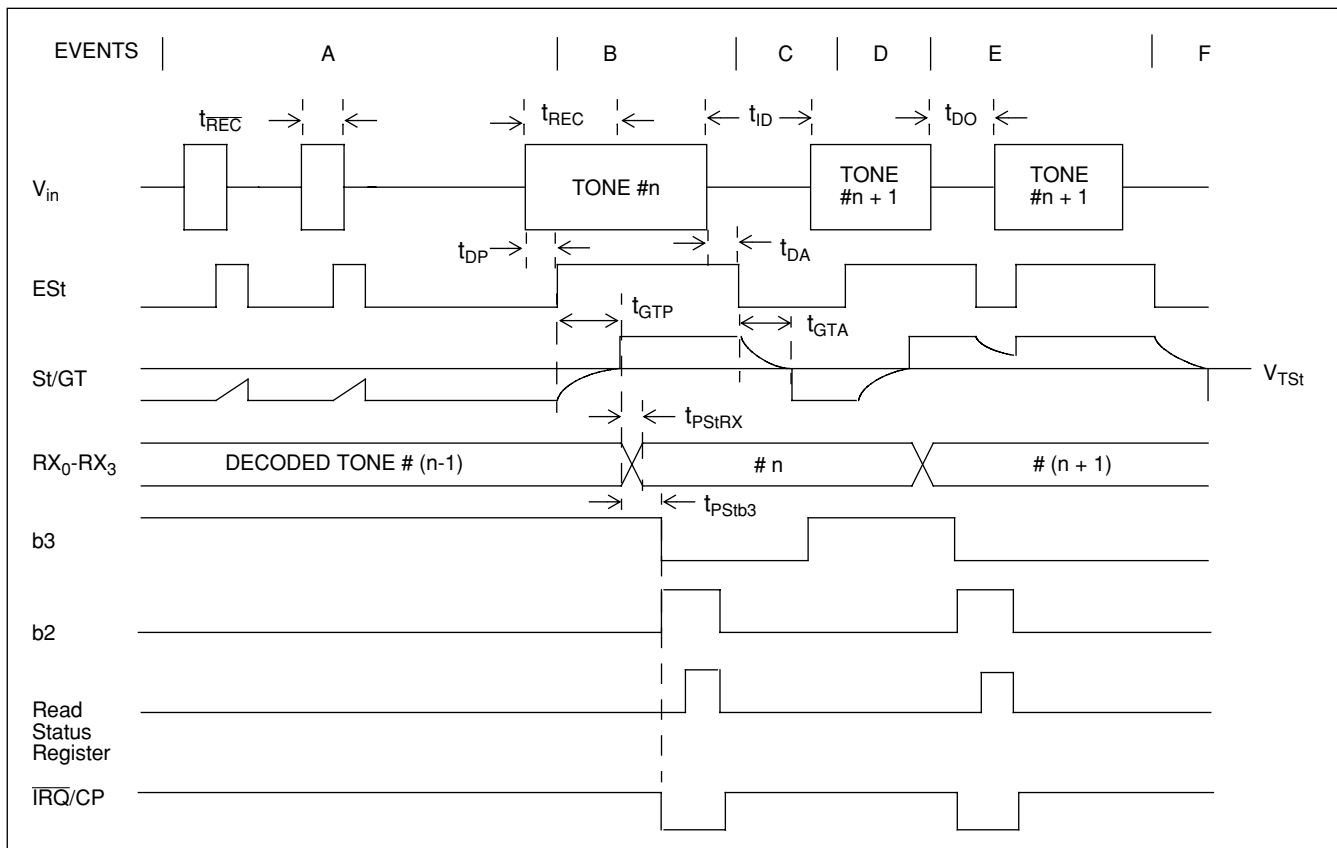 EVENTS A B C D E F
tREC tREC tID tDO
Vin TONE #n TONE #n + 1 TONE #n + 1
tDP tDA
ESt
tGTP tGTA
St/GT VTSt
tPStRX
RX0-RX3 DECODED TONE # (n-1) # n # (n + 1)
tPStb3
b3
b2
Read
Status
Register
IRQ/CP